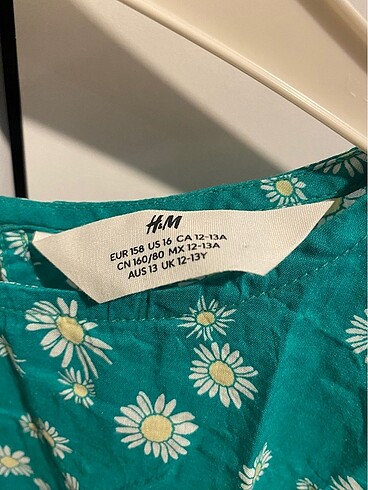 H&M
EUR 158 US 16 CA 12-13A
CN 160/80 MX 12-13A
AUS 13 UK 12-13Y